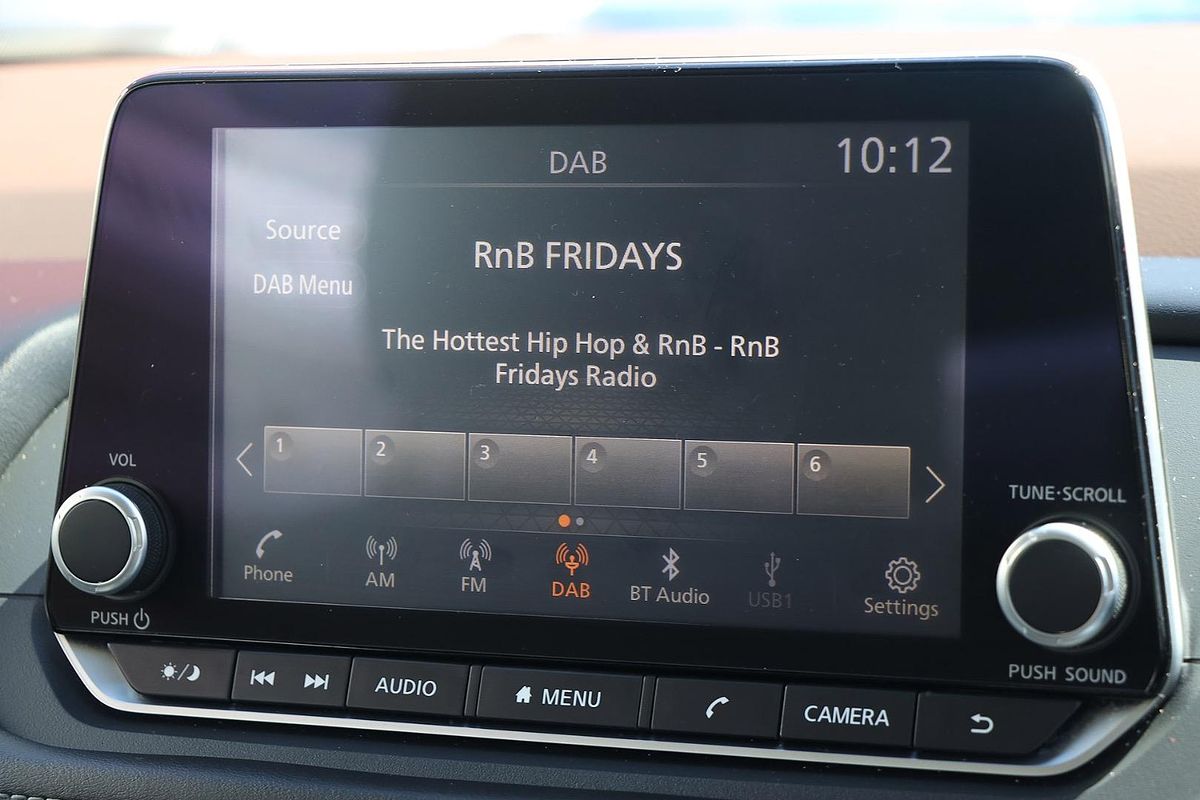 DAB
10:12
Source
RnB FRIDAYS
DAB Menu
The Hottest Hip Hop & RnB - RnB
Fridays Radio
1 2 3 4 5 6
VOL
TUNE·SCROLL
Phone AM FM DAB BT Audio USB1 Settings
PUSH
PUSH SOUND
AUDIO MENU CAMERA